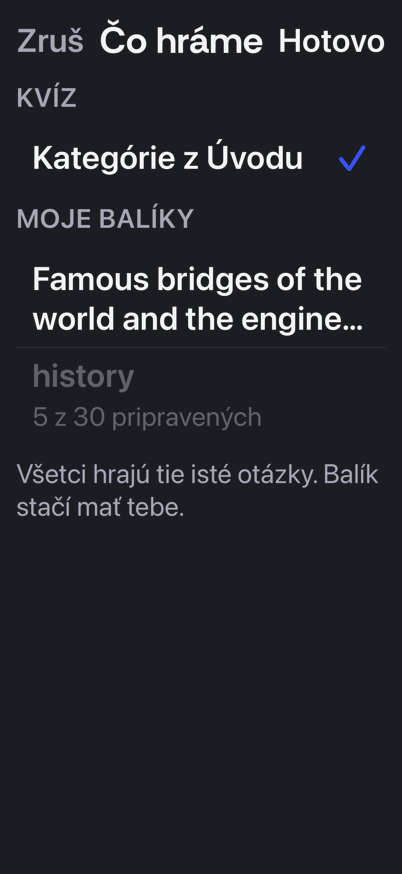 Zruš Čo hráme Hotovo
KVÍZ
Kategórie z Úvodu
MOJE BALÍKY
Famous bridges of the
world and the engine...
history
5 z 30 pripravených
Všetci hrajú tie isté otázky. Balík
stačí mať tebe.